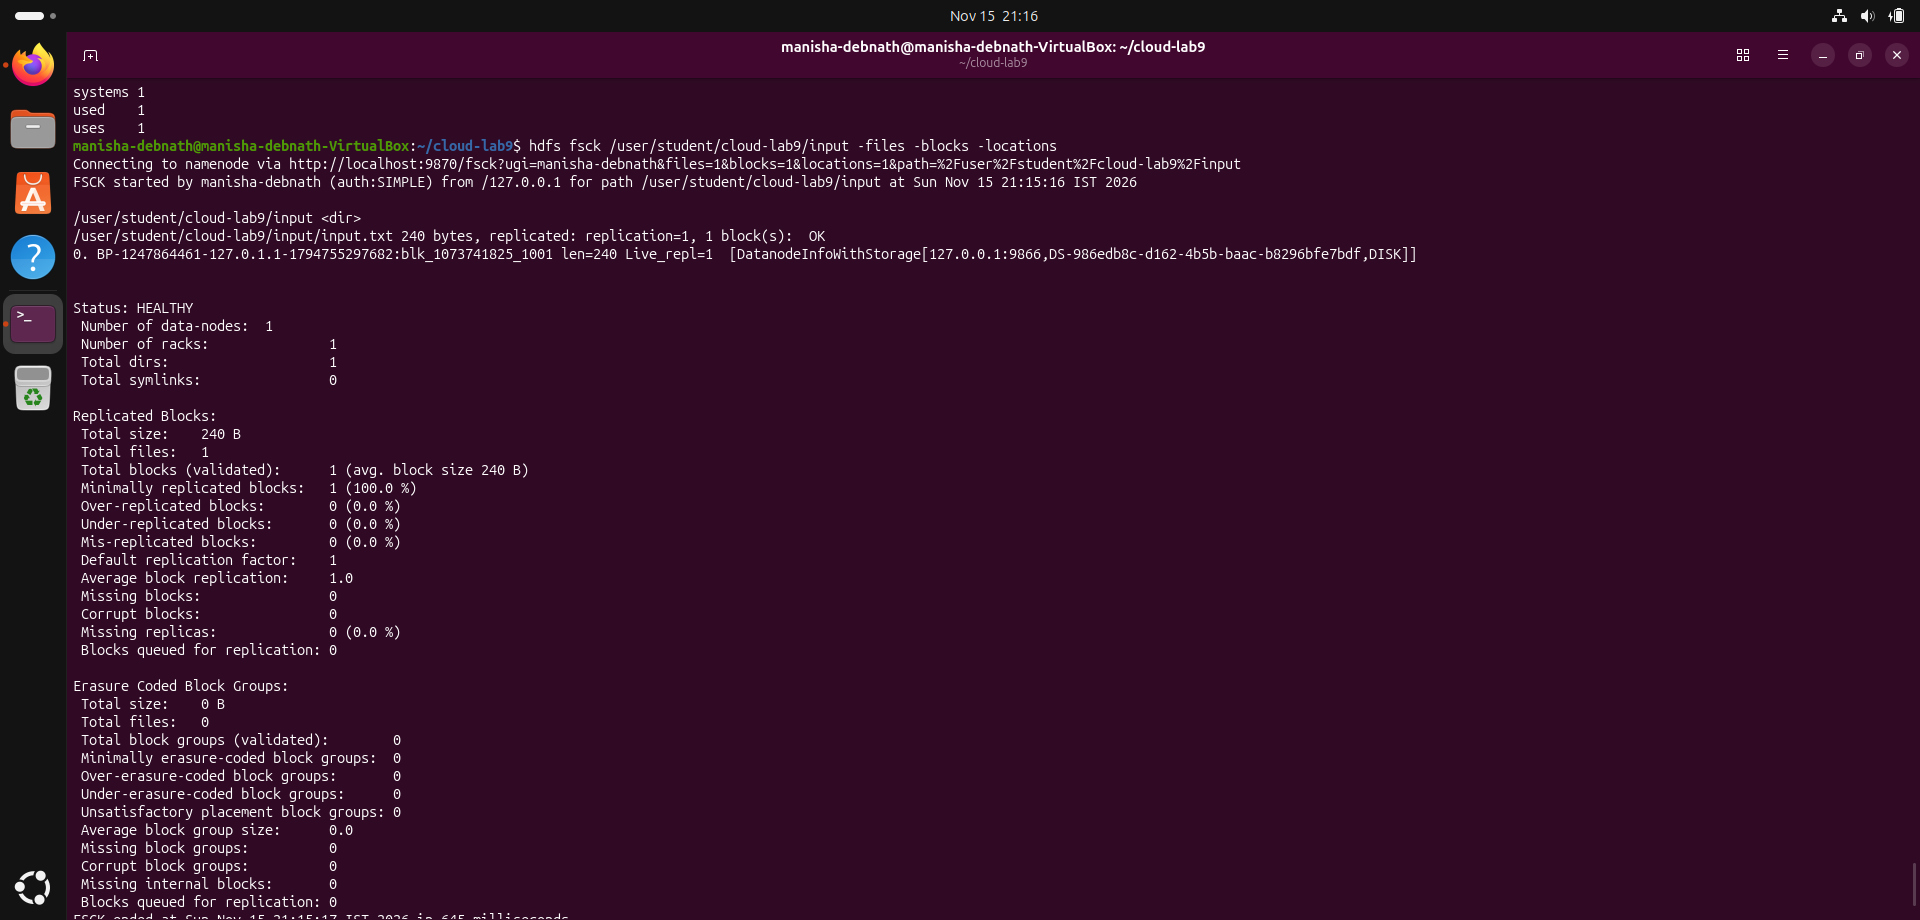 Nov 15 21:16
manisha-debnath@manisha-debnath-VirtualBox: ~/cloud-lab9
~/cloud-lab9
systems 1
used    1
uses    1
manisha-debnath@manisha-debnath-VirtualBox:~/cloud-lab9$ hdfs fsck /user/student/cloud-lab9/input -files -blocks -locations
Connecting to namenode via http://localhost:9870/fsck?ugi=manisha-debnath&files=1&blocks=1&locations=1&path=%2Fuser%2Fstudent%2Fcloud-lab9%2Finput
FSCK started by manisha-debnath (auth:SIMPLE) from /127.0.0.1 for path /user/student/cloud-lab9/input at Sun Nov 15 21:15:16 IST 2026
/user/student/cloud-lab9/input <dir>
/user/student/cloud-lab9/input/input.txt 240 bytes, replicated: replication=1, 1 block(s):  OK
0. BP-1247864461-127.0.1.1-1794755297682:blk_1073741825_1001 len=240 Live_repl=1  [DatanodeInfoWithStorage[127.0.0.1:9866,DS-986edb8c-d162-4b5b-baac-b8296bfe7bdf,DISK]]
Status: HEALTHY
Number of data-nodes:  1
Number of racks:               1
Total dirs:                    1
Total symlinks:                0
Replicated Blocks:
Total size:    240 B
Total files:   1
Total blocks (validated):      1 (avg. block size 240 B)
Minimally replicated blocks:   1 (100.0 %)
Over-replicated blocks:        0 (0.0 %)
Under-replicated blocks:       0 (0.0 %)
Mis-replicated blocks:         0 (0.0 %)
Default replication factor:    1
Average block replication:     1.0
Missing blocks:                0
Corrupt blocks:                0
Missing replicas:              0 (0.0 %)
Blocks queued for replication: 0
Erasure Coded Block Groups:
Total size:    0 B
Total files:   0
Total block groups (validated):        0
Minimally erasure-coded block groups:  0
Over-erasure-coded block groups:       0
Under-erasure-coded block groups:      0
Unsatisfactory placement block groups: 0
Average block group size:      0.0
Missing block groups:          0
Corrupt block groups:          0
Missing internal blocks:       0
Blocks queued for replication: 0
FSCK ended at Sun Nov 15 21:15:17 IST 2026 in 645 milliseconds